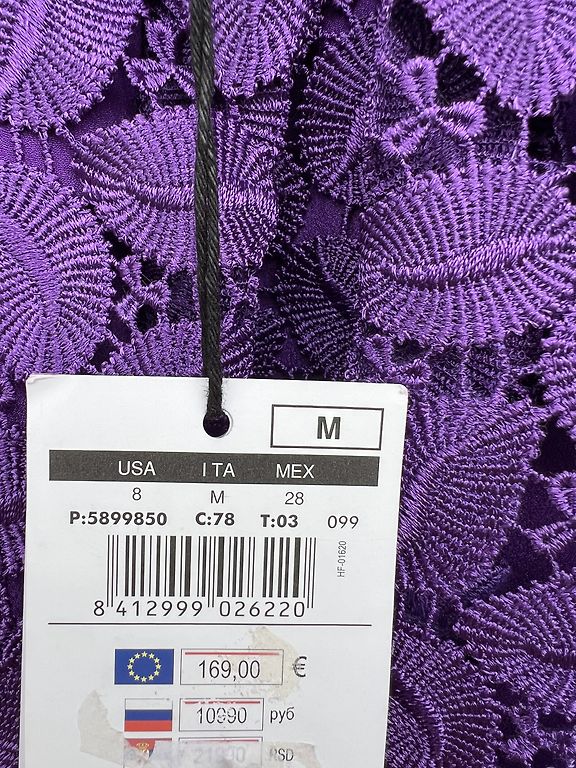 M
USA ITA MEX
8 M 28
P:5899850 C:78 T:03 099
HF-01620
8 412999 026220
169,00 €
10990 руб
21990 RSD